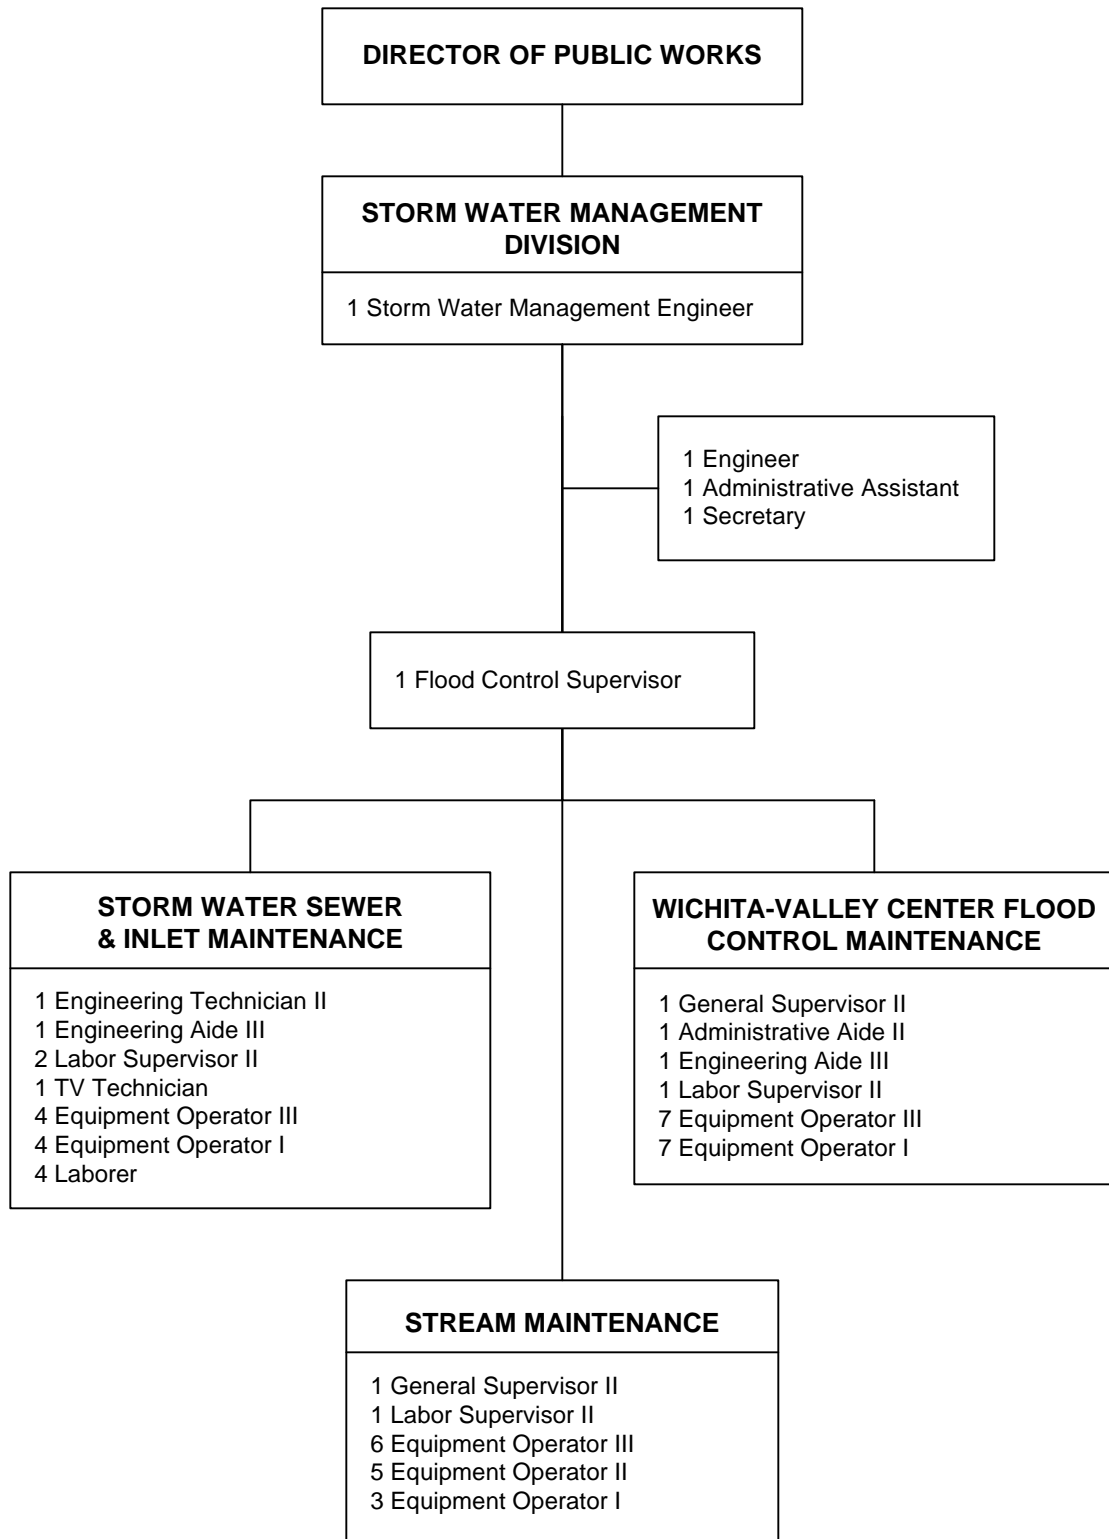 DIRECTOR OF PUBLIC WORKS
STORM WATER MANAGEMENT
DIVISION
1 Storm Water Management Engineer
1 Engineer
1 Administrative Assistant
1 Secretary
1 Flood Control Supervisor
STORM WATER SEWER
& INLET MAINTENANCE
1 Engineering Technician II
1 Engineering Aide III
2 Labor Supervisor II
1 TV Technician
4 Equipment Operator III
4 Equipment Operator I
4 Laborer
WICHITA-VALLEY CENTER FLOOD
CONTROL MAINTENANCE
1 General Supervisor II
1 Administrative Aide II
1 Engineering Aide III
1 Labor Supervisor II
7 Equipment Operator III
7 Equipment Operator I
STREAM MAINTENANCE
1 General Supervisor II
1 Labor Supervisor II
6 Equipment Operator III
5 Equipment Operator II
3 Equipment Operator I